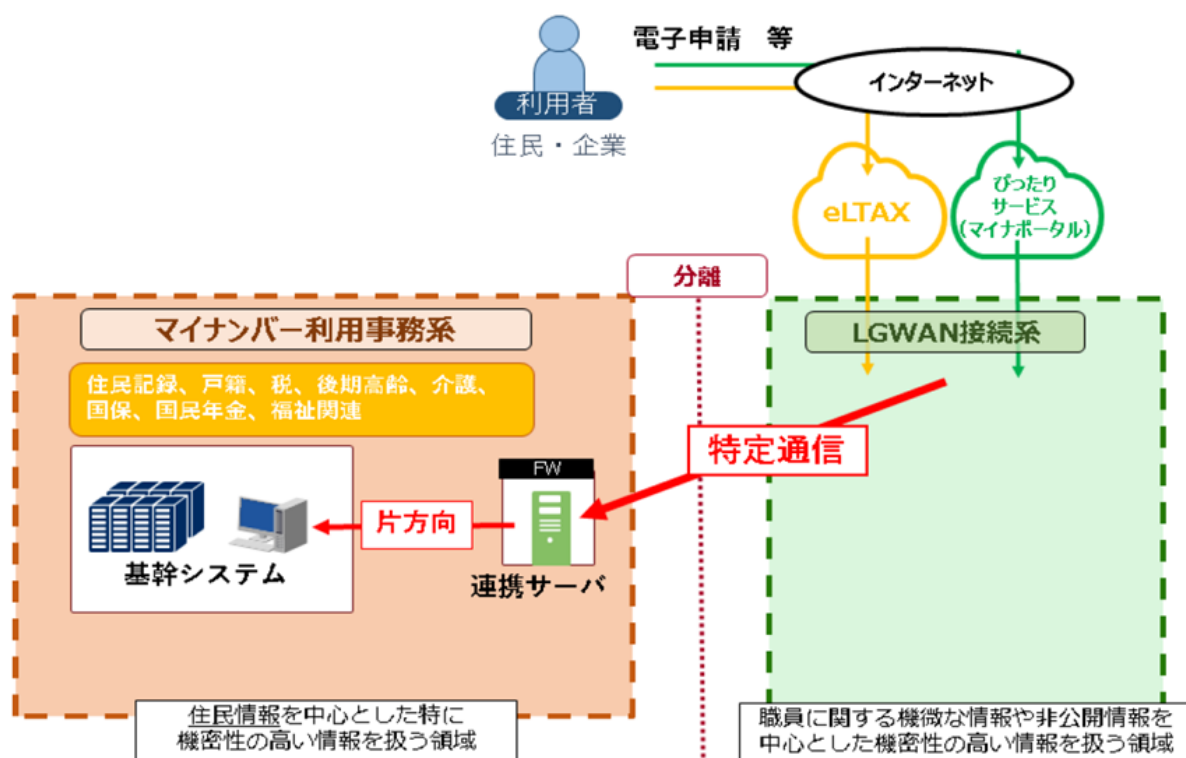 電子申請　等
インターネット
利用者
住民・企業
eLTAX
ぴったり
サービス
(マイナポータル)
分離
マイナンバー利用事務系
LGWAN接続系
住民記録、戸籍、税、後期高齢、介護、
国保、国民年金、福祉関連
特定通信
FW
片方向
基幹システム
連携サーバ
住民情報を中心とした特に
機密性の高い情報を扱う領域
職員に関する機微な情報や非公開情報を
中心とした機密性の高い情報を扱う領域